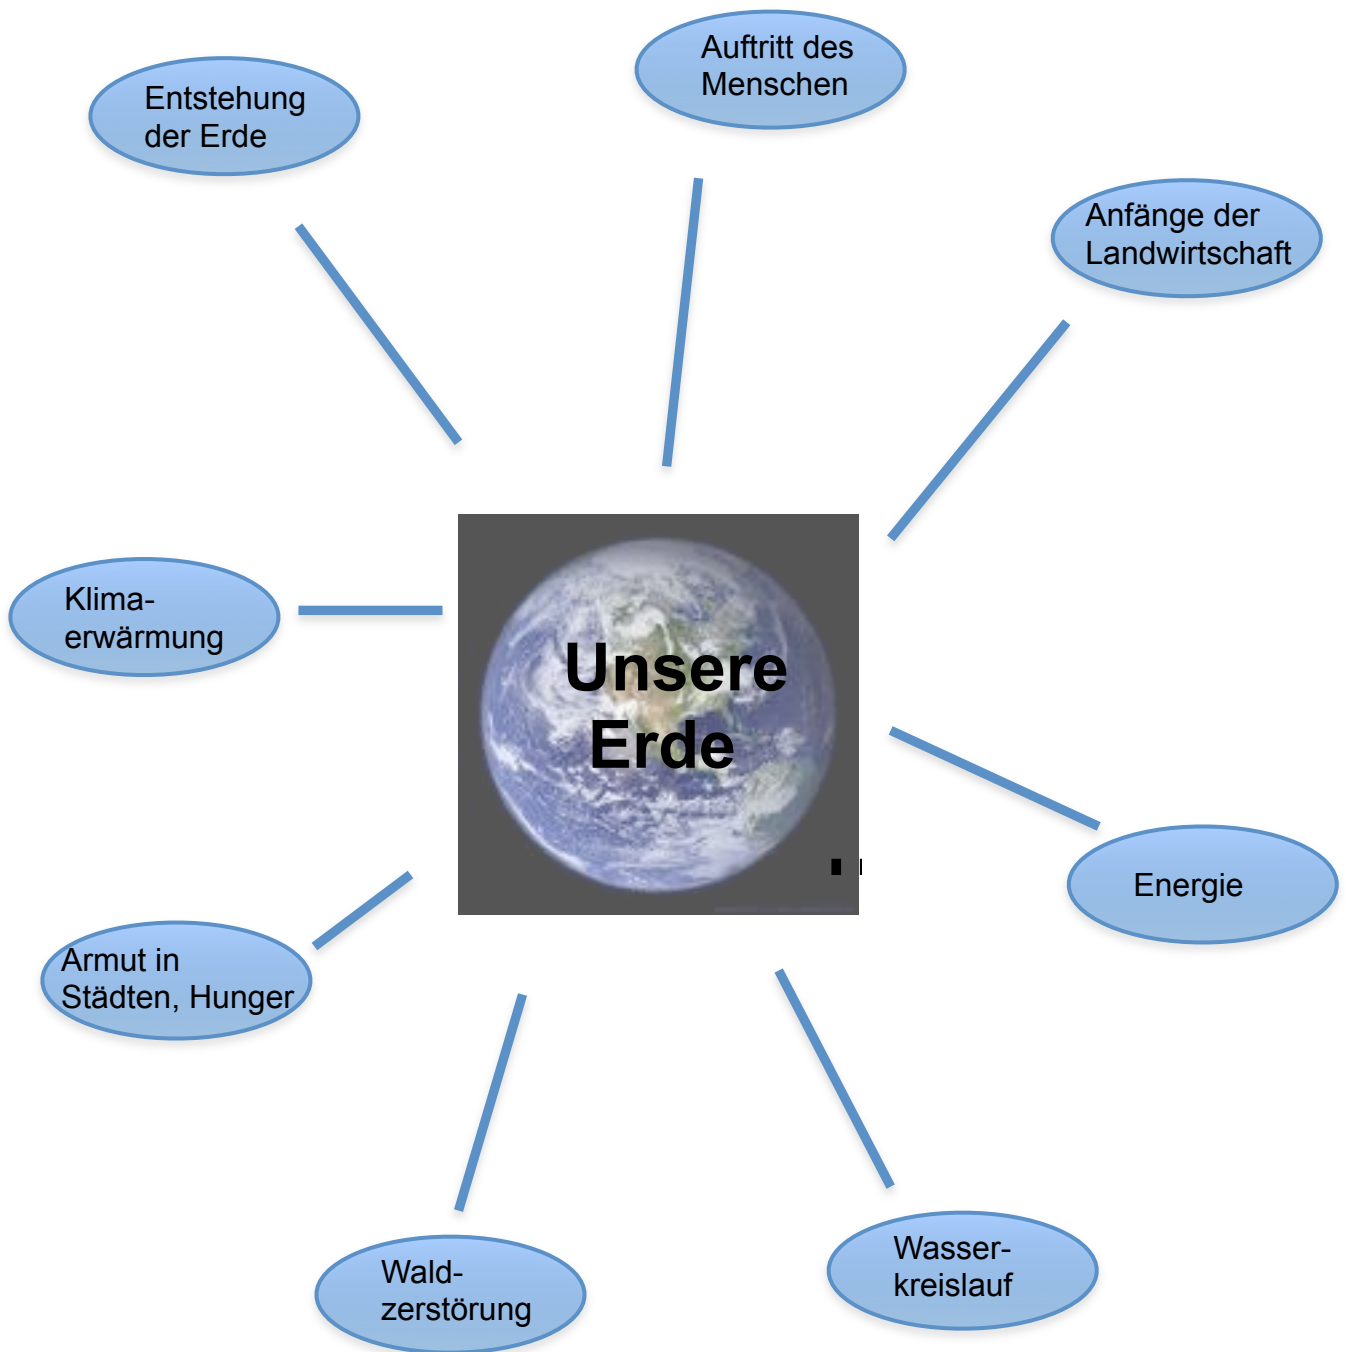 Auftritt des
Menschen
Entstehung
der Erde
Anfänge der
Landwirtschaft
Klima-
erwärmung
Unsere
Erde
Energie
Armut in
Städten, Hunger
Wasser-
kreislauf
Wald-
zerstörung